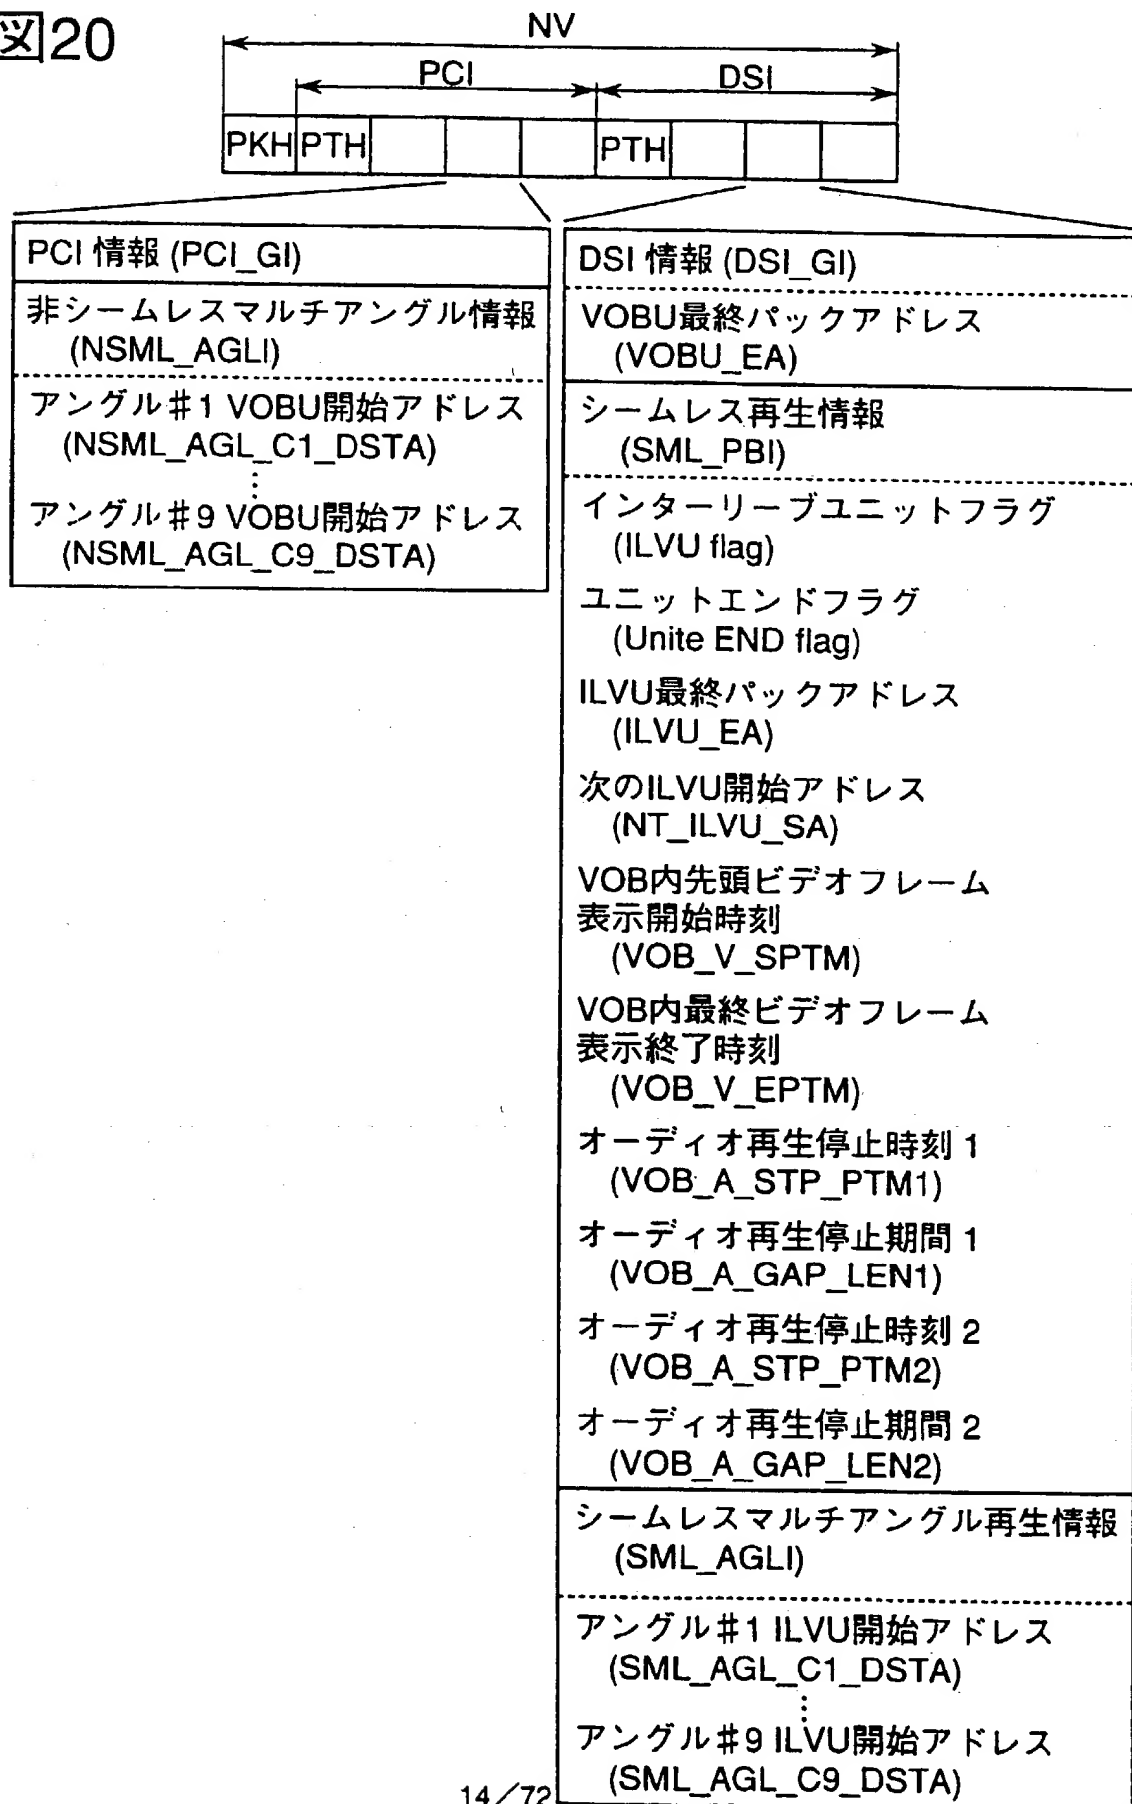 図20
NV
PCI
DSI
PKH PTH PTH
PCI 情報 (PCI_GI)
非シームレスマルチアングル情報
(NSML_AGLI)
アングル#1 VOBU開始アドレス
(NSML_AGL_C1_DSTA)
⋮
アングル#9 VOBU開始アドレス
(NSML_AGL_C9_DSTA)
DSI 情報 (DSI_GI)
VOBU最終パックアドレス
(VOBU_EA)
シームレス再生情報
(SML_PBI)
インターリーブユニットフラグ
(ILVU flag)
ユニットエンドフラグ
(Unite END flag)
ILVU最終パックアドレス
(ILVU_EA)
次のILVU開始アドレス
(NT_ILVU_SA)
VOB内先頭ビデオフレーム
表示開始時刻
(VOB_V_SPTM)
VOB内最終ビデオフレーム
表示終了時刻
(VOB_V_EPTM)
オーディオ再生停止時刻 1
(VOB_A_STP_PTM1)
オーディオ再生停止期間 1
(VOB_A_GAP_LEN1)
オーディオ再生停止時刻 2
(VOB_A_STP_PTM2)
オーディオ再生停止期間 2
(VOB_A_GAP_LEN2)
シームレスマルチアングル再生情報
(SML_AGLI)
アングル#1 ILVU開始アドレス
(SML_AGL_C1_DSTA)
⋮
アングル#9 ILVU開始アドレス
(SML_AGL_C9_DSTA)
14/72